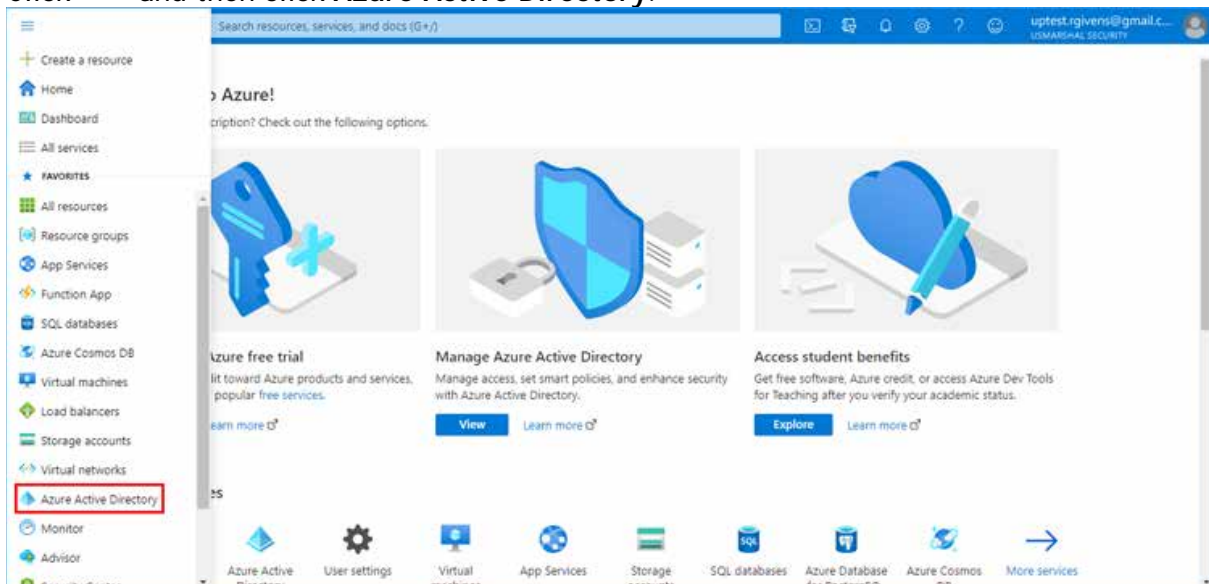 and then click Azure Active Directory.
Search resources, services, and docs (G+/)
uptest.rgivens@gmail.c...
USMARSHAL SECURITY
Create a resource
Home
Dashboard
All services
FAVORITES
All resources
Resource groups
App Services
Function App
SQL databases
Azure Cosmos DB
Virtual machines
Load balancers
Storage accounts
Virtual networks
Azure Active Directory
Monitor
Advisor
Azure!
cription? Check out the following options.
Azure free trial
lit toward Azure products and services,
popular free services.
earn more
Manage Azure Active Directory
Manage access, set smart policies, and enhance security
with Azure Active Directory.
View Learn more
Access student benefits
Get free software, Azure credit, or access Azure Dev Tools
for Teaching after you verify your academic status.
Explore Learn more
es
Azure Active
User settings
Virtual
App Services
Storage
SQL databases
Azure Database
Azure Cosmos
More services